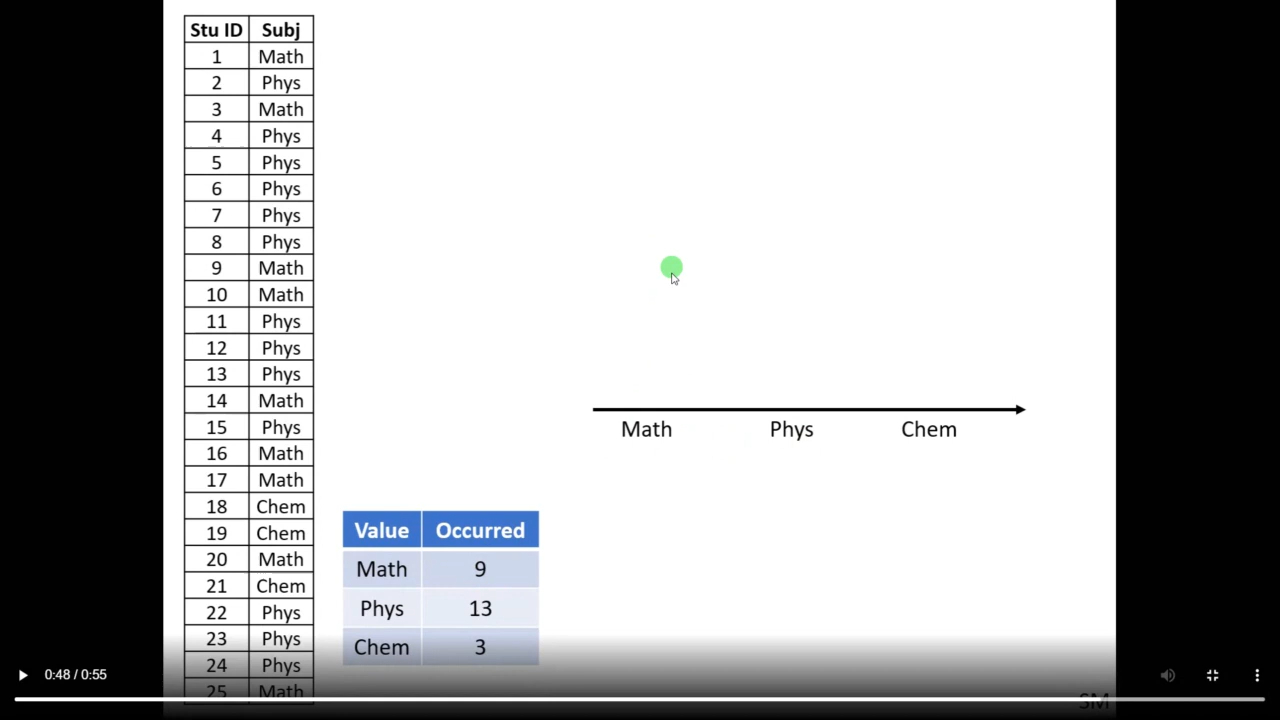 Stu ID Subj
1 Math
2 Phys
3 Math
4 Phys
5 Phys
6 Phys
7 Phys
8 Phys
9 Math
10 Math
11 Phys
12 Phys
13 Phys
14 Math
15 Phys
16 Math
17 Math
18 Chem
19 Chem
20 Math
21 Chem
22 Phys
23 Phys
24 Phys
25 Math
Math Phys Chem
Value Occurred
Math 9
Phys 13
Chem 3
0:48 / 0:55
SM